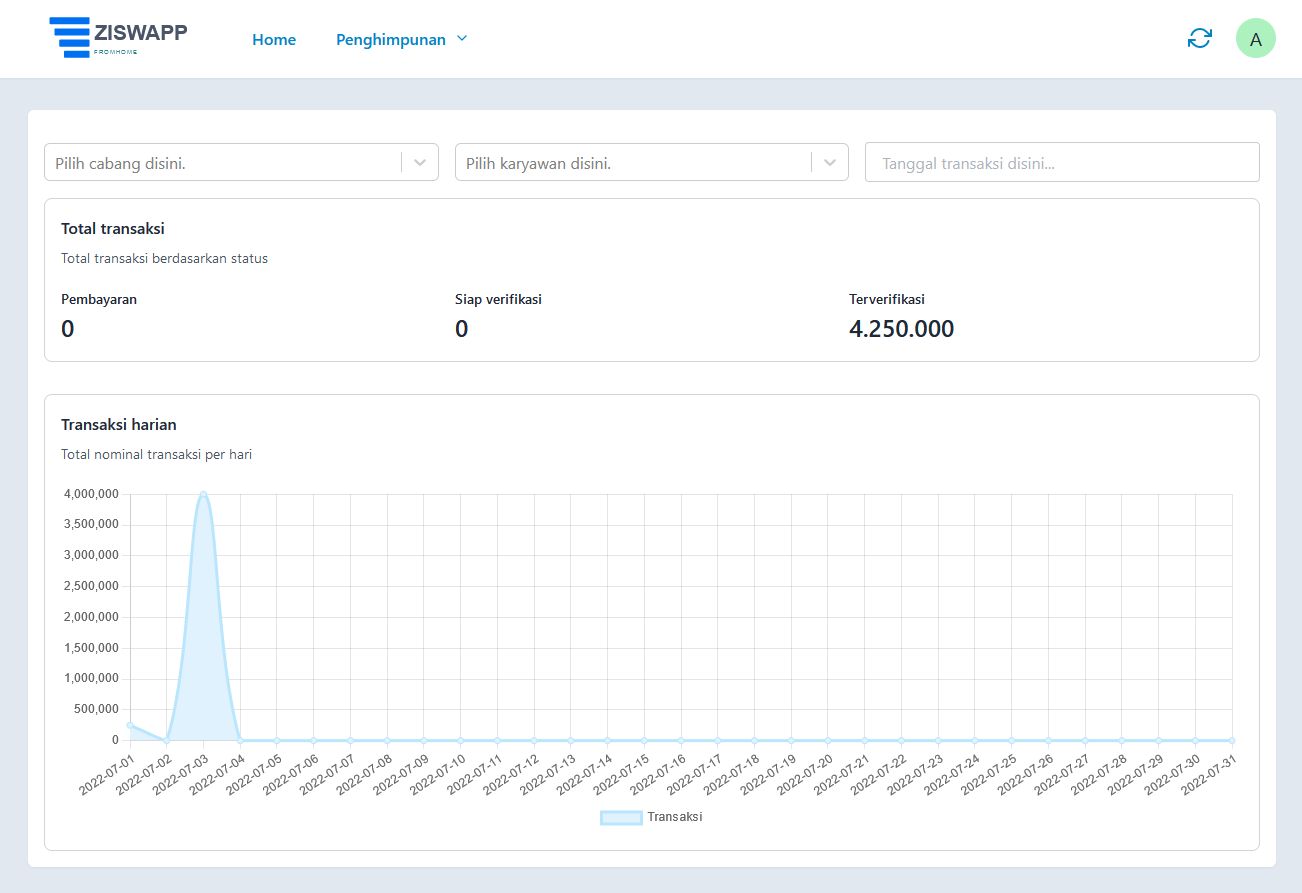 ZISWAPP
FROMHOME
Home Penghimpunan
A
Pilih cabang disini. Pilih karyawan disini. Tanggal transaksi disini...
Total transaksi
Total transaksi berdasarkan status
Pembayaran Siap verifikasi Terverifikasi
0 0 4.250.000
Transaksi harian
Total nominal transaksi per hari
4,000,000
3,500,000
3,000,000
2,500,000
2,000,000
1,500,000
1,000,000
500,000
0
2022-07-01 2022-07-02 2022-07-03 2022-07-04 2022-07-05 2022-07-06 2022-07-07 2022-07-08 2022-07-09 2022-07-10 2022-07-11 2022-07-12 2022-07-13 2022-07-14 2022-07-15 2022-07-16 2022-07-17 2022-07-18 2022-07-19 2022-07-20 2022-07-21 2022-07-22 2022-07-23 2022-07-24 2022-07-25 2022-07-26 2022-07-27 2022-07-28 2022-07-29 2022-07-30 2022-07-31
Transaksi